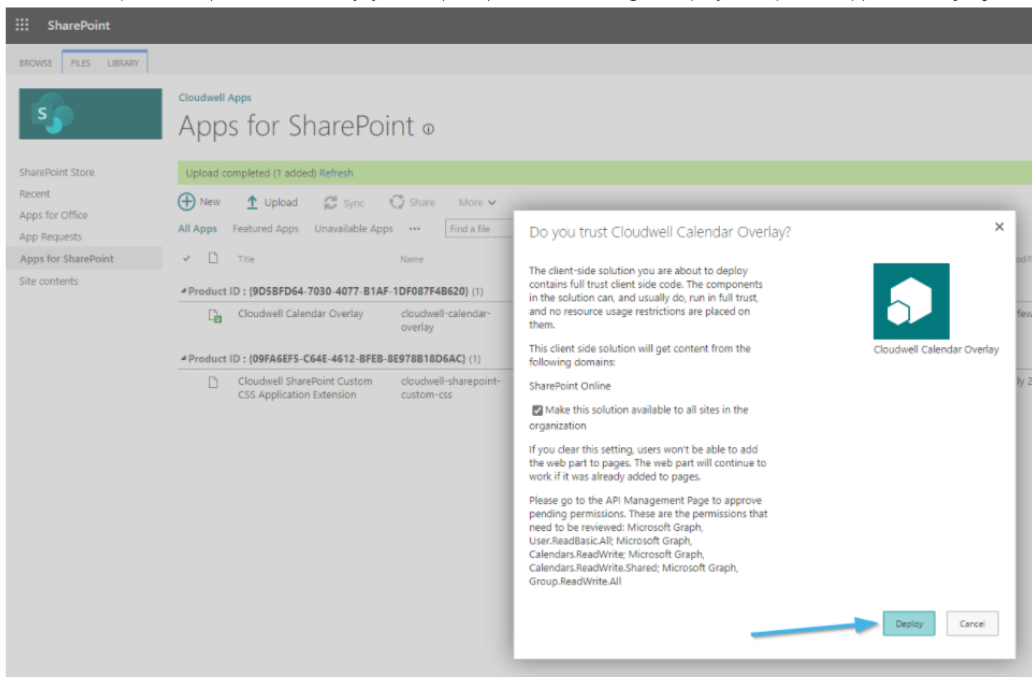 SharePoint
BROWSE FILES LIBRARY
S
Cloudwell Apps
Apps for SharePoint
Upload completed (1 added) Refresh
SharePoint Store
Recent
Apps for Office
App Requests
Apps for SharePoint
Site contents
New Upload Sync Share More
All Apps Featured Apps Unavailable Apps ... Find a file
Title Name
Product ID : {9D5BFD64-7030-4077-B1AF-1DF087F4B620} (1)
Cloudwell Calendar Overlay cloudwell-calendar-
overlay
Product ID : {09FA6EF5-C64E-4612-BFEB-8E978B18D6AC} (1)
Cloudwell SharePoint Custom cloudwell-sharepoint-
CSS Application Extension custom-css
Do you trust Cloudwell Calendar Overlay?
The client-side solution you are about to deploy
contains full trust client side code. The components
in the solution can, and usually do, run in full trust,
and no resource usage restrictions are placed on
them.
This client side solution will get content from the
following domains:
SharePoint Online
Make this solution available to all sites in the
organization
If you clear this setting, users won't be able to add
the web part to pages. The web part will continue to
work if it was already added to pages.
Please go to the API Management Page to approve
pending permissions. These are the permissions that
need to be reviewed: Microsoft Graph,
User.ReadBasic.All; Microsoft Graph,
Calendars.ReadWrite; Microsoft Graph,
Calendars.ReadWrite.Shared; Microsoft Graph,
Group.ReadWrite.All
Cloudwell Calendar Overlay
Deploy Cancel